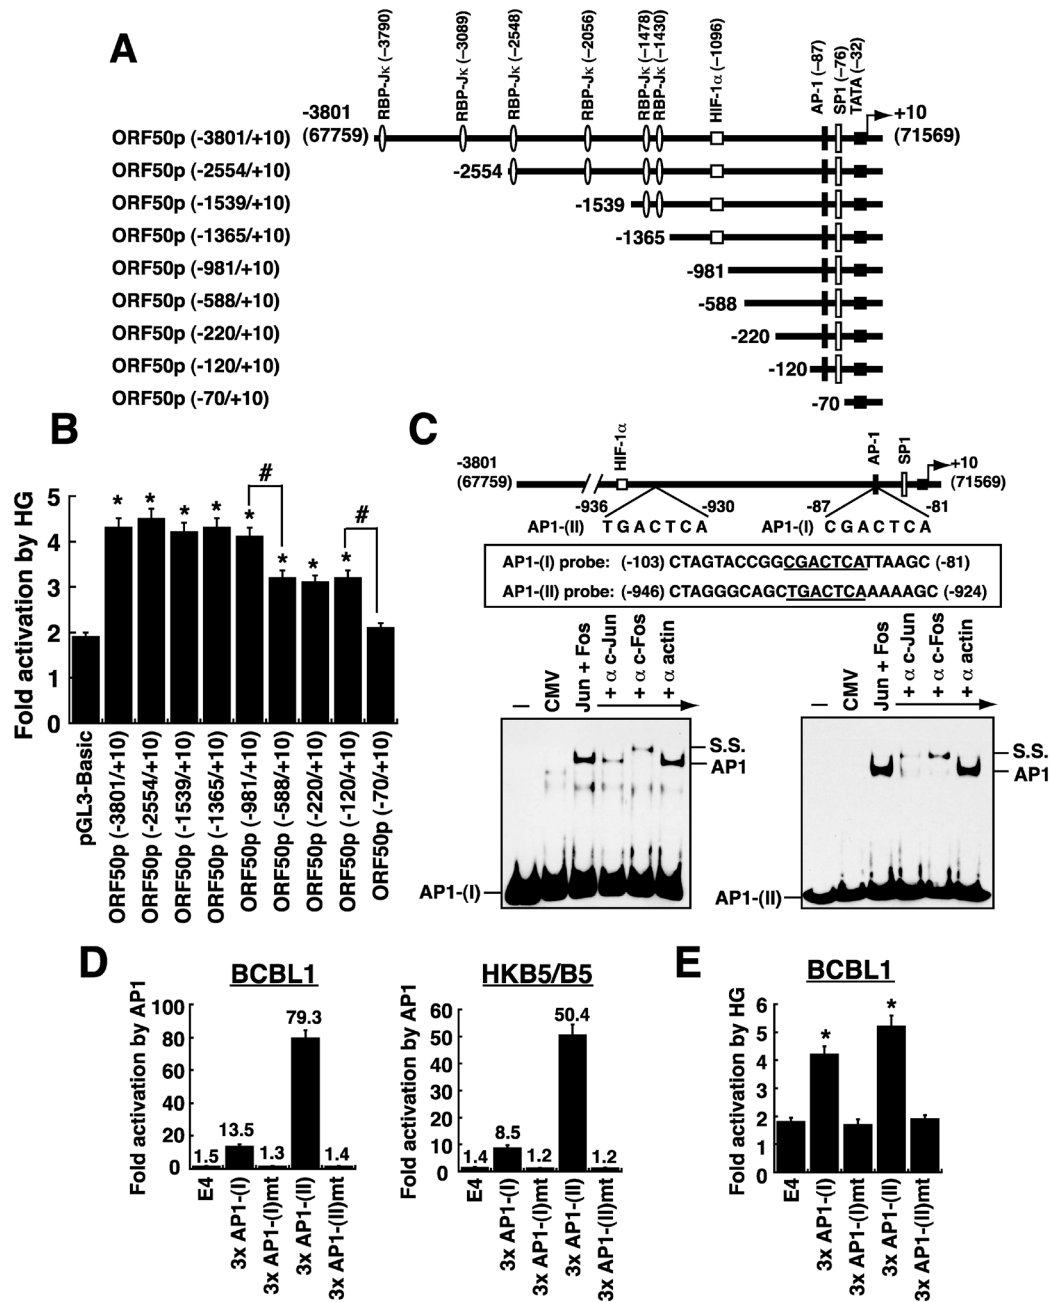 A
RBP-Jκ (–3790)
RBP-Jκ (–3089)
RBP-Jκ (–2548)
RBP-Jκ (–2056)
RBP-Jκ (–1478)
RBP-Jκ (–1430)
HIF-1α (–1096)
AP-1 (–87)
SP1 (–76)
TATA (–32)
-3801
(67759)
+10
(71569)
ORF50p (-3801/+10)
ORF50p (-2554/+10)
-2554
ORF50p (-1539/+10)
-1539
ORF50p (-1365/+10)
-1365
ORF50p (-981/+10)
-981
ORF50p (-588/+10)
-588
ORF50p (-220/+10)
-220
ORF50p (-120/+10)
-120
ORF50p (-70/+10)
-70
B
Fold activation by HG
5
4
3
2
1
0
* * * * * * * *
# #
pGL3-Basic
ORF50p (-3801/+10)
ORF50p (-2554/+10)
ORF50p (-1539/+10)
ORF50p (-1365/+10)
ORF50p (-981/+10)
ORF50p (-588/+10)
ORF50p (-220/+10)
ORF50p (-120/+10)
ORF50p (-70/+10)
C
-3801
(67759)
HIF-1α
AP-1
SP1
+10
(71569)
-936 -930
AP1-(II) TGACTCA
-87 -81
AP1-(I) CGACTCA
AP1-(I) probe: (-103) CTAGTACCGGCGACTCATTAAGC (-81)
AP1-(II) probe: (-946) CTAGGGCAGCTGACTCAAAAAGC (-924)
—
CMV
Jun + Fos
+ α c-Jun
+ α c-Fos
+ α actin
S.S.
AP1
AP1-(I)
—
CMV
Jun + Fos
+ α c-Jun
+ α c-Fos
+ α actin
S.S.
AP1
AP1-(II)
D
BCBL1
Fold activation by AP1
100
80
60
40
20
0
1.5 13.5 1.3 79.3 1.4
E4
3x AP1-(I)
3x AP1-(I)mt
3x AP1-(II)
3x AP1-(II)mt
HKB5/B5
Fold activation by AP1
60
50
40
30
20
10
0
1.4 8.5 1.2 50.4 1.2
E4
3x AP1-(I)
3x AP1-(I)mt
3x AP1-(II)
3x AP1-(II)mt
E
BCBL1
Fold activation by HG
6
5
4
3
2
1
0
* *
E4
3x AP1-(I)
3x AP1-(I)mt
3x AP1-(II)
3x AP1-(II)mt